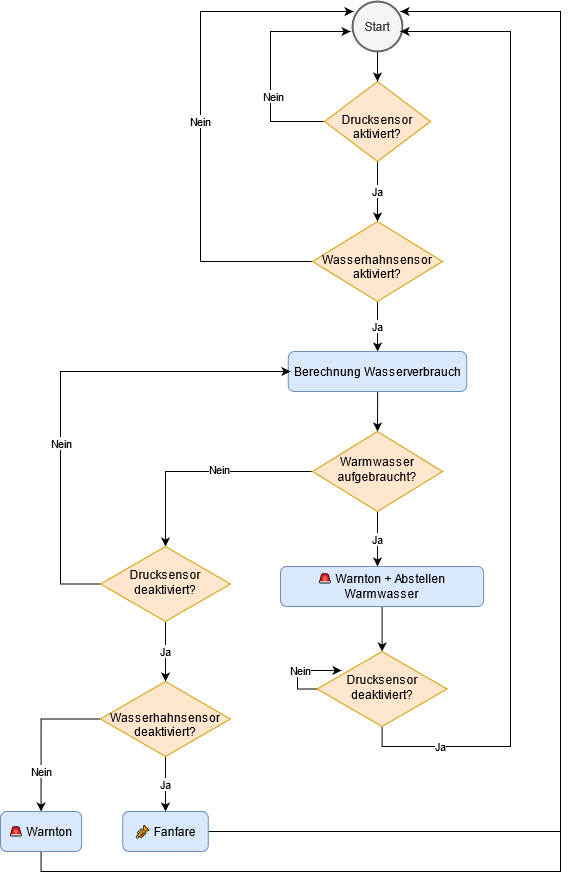 Start
Nein
Drucksensor
aktiviert?
Nein
Ja
Wasserhahnsensor
aktiviert?
Ja
Berechnung Wasserverbrauch
Nein
Warmwasser
aufgebraucht?
Nein
Ja
Drucksensor
deaktiviert?
Warnton + Abstellen
Warmwasser
Ja
Nein
Drucksensor
deaktiviert?
Wasserhahnsensor
deaktiviert?
Ja
Nein
Ja
Warnton
Fanfare